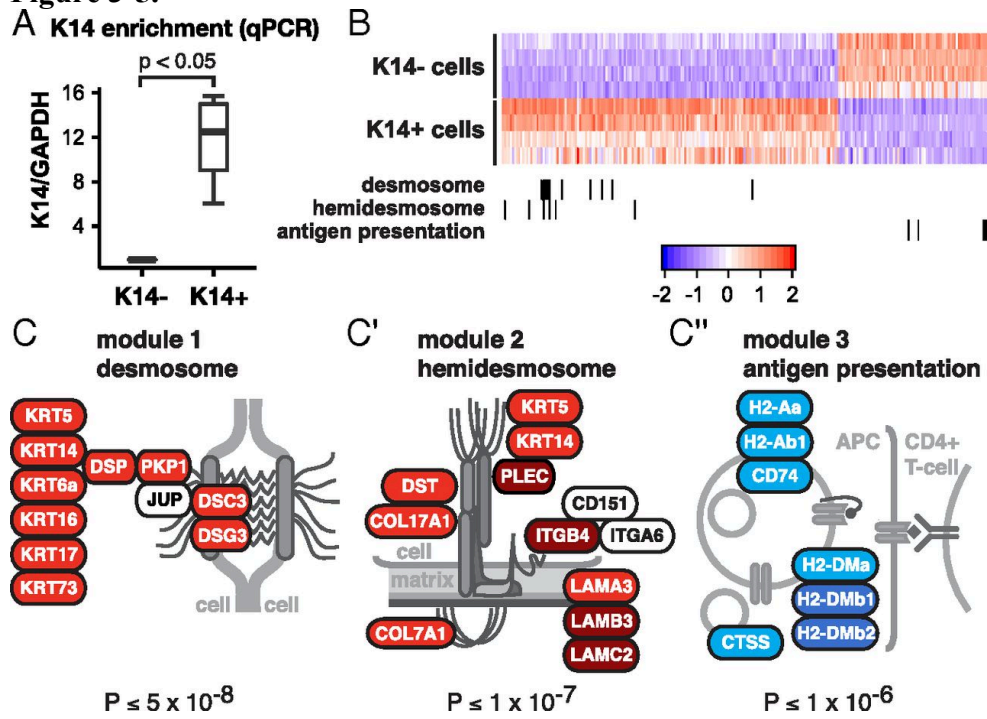 A K14 enrichment (qPCR)
p < 0.05
K14/GAPDH
16
12
8
4
K14- K14+
B
K14- cells
K14+ cells
desmosome
hemidesmosome
antigen presentation
-2 -1 0 1 2
C module 1
desmosome
KRT5
KRT14
KRT6a
KRT16
KRT17
KRT73
DSP
PKP1
JUP
DSC3
DSG3
cell cell
P ≤ 5 x 10-8
C' module 2
hemidesmosome
KRT5
KRT14
PLEC
DST
COL17A1
CD151
ITGB4
ITGA6
cell
matrix
LAMA3
LAMB3
LAMC2
COL7A1
P ≤ 1 x 10-7
C'' module 3
antigen presentation
H2-Aa
H2-Ab1
CD74
APC
CD4+
T-cell
H2-DMa
H2-DMb1
H2-DMb2
CTSS
P ≤ 1 x 10-6